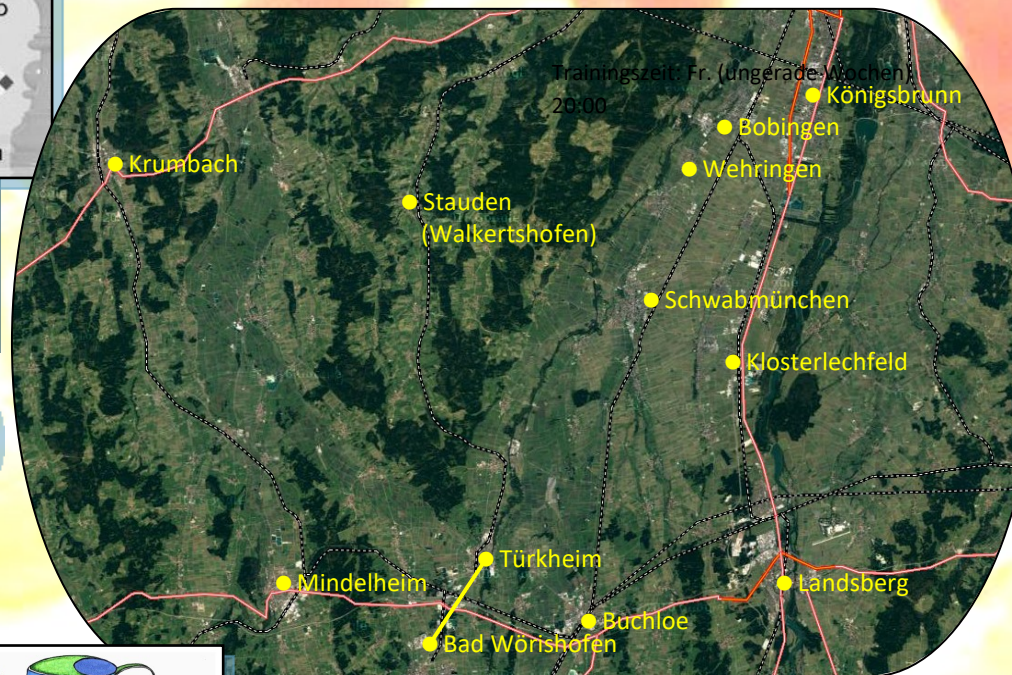 Trainingszeit: Fr. (ungerade Wochen)
20:00
Königsbrunn
Bobingen
Krumbach
Wehringen
Stauden
(Walkertshofen)
Schwabmünchen
Klosterlechfeld
Türkheim
Mindelheim
Landsberg
Buchloe
Bad Wörishofen